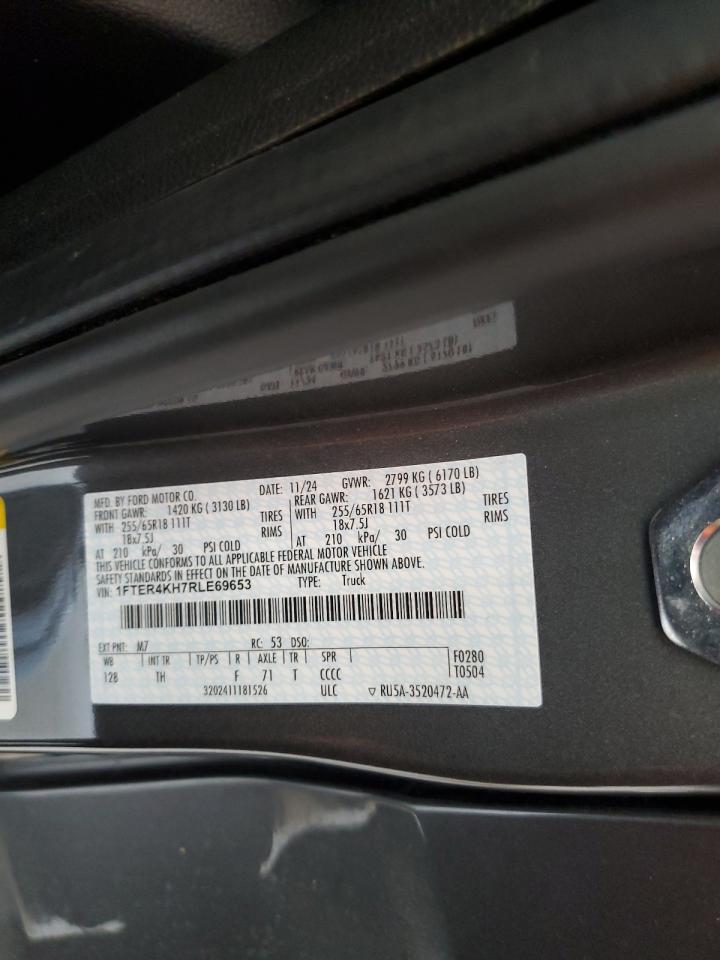 MFD. BY FORD MOTOR CO.
DATE: 11/24 GVWR: 2799 KG ( 6170 LB)
FRONT GAWR: 1420 KG ( 3130 LB) REAR GAWR: 1621 KG ( 3573 LB)
WITH 255/65R18 111T TIRES WITH 255/65R18 111T TIRES
18x7.5J RIMS 18x7.5J RIMS
AT 210 kPa/ 30 PSI COLD AT 210 kPa/ 30 PSI COLD
THIS VEHICLE CONFORMS TO ALL APPLICABLE FEDERAL MOTOR VEHICLE
SAFETY STANDARDS IN EFFECT ON THE DATE OF MANUFACTURE SHOWN ABOVE.
VIN: 1FTER4KH7RLE69653 TYPE: Truck
EXT PNT: M7 RC: 53 DSO:
WB INT TR TP/PS R AXLE TR SPR F0280
128 TH F 71 T CCCC T0504
3202411181526 ULC ▽ RU5A-3520472-AA